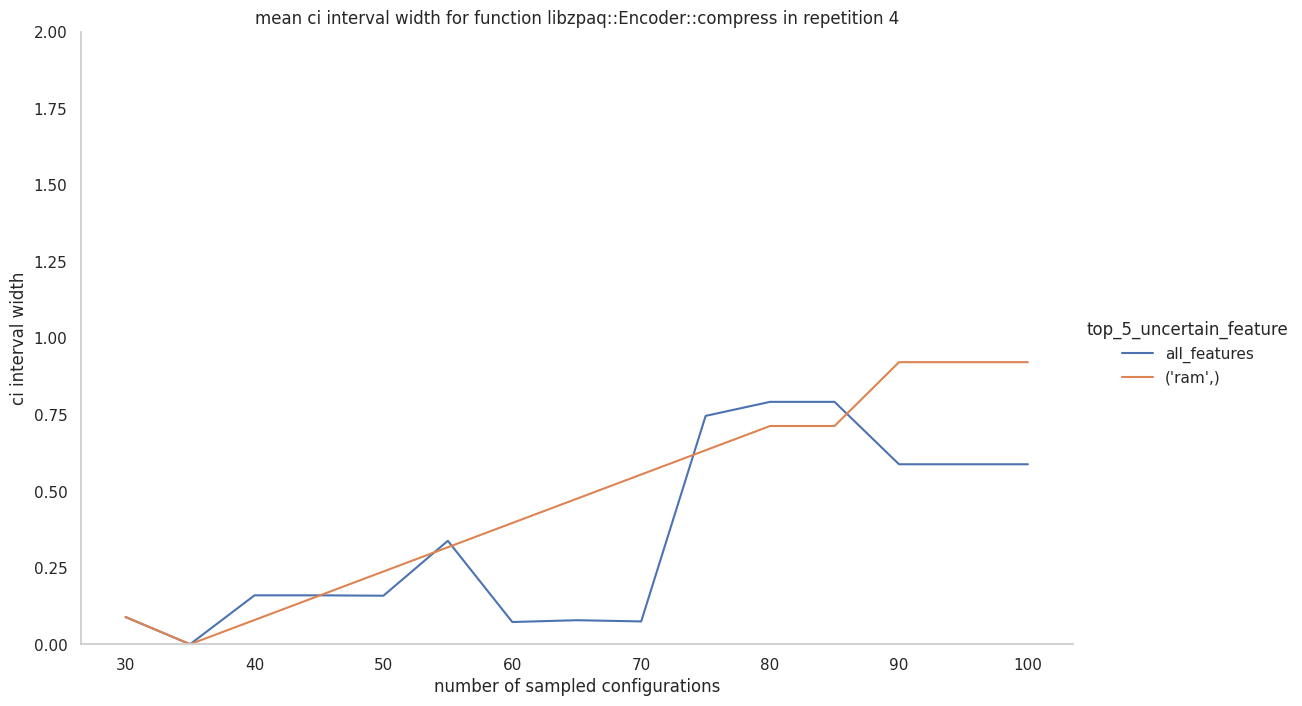 mean ci interval width for function libzpaq::Encoder::compress in repetition 4
2.00
1.75
1.50
1.25
1.00
0.75
0.50
0.25
0.00
ci interval width
30 40 50 60 70 80 90 100
number of sampled configurations
top_5_uncertain_feature
all_features
('ram',)